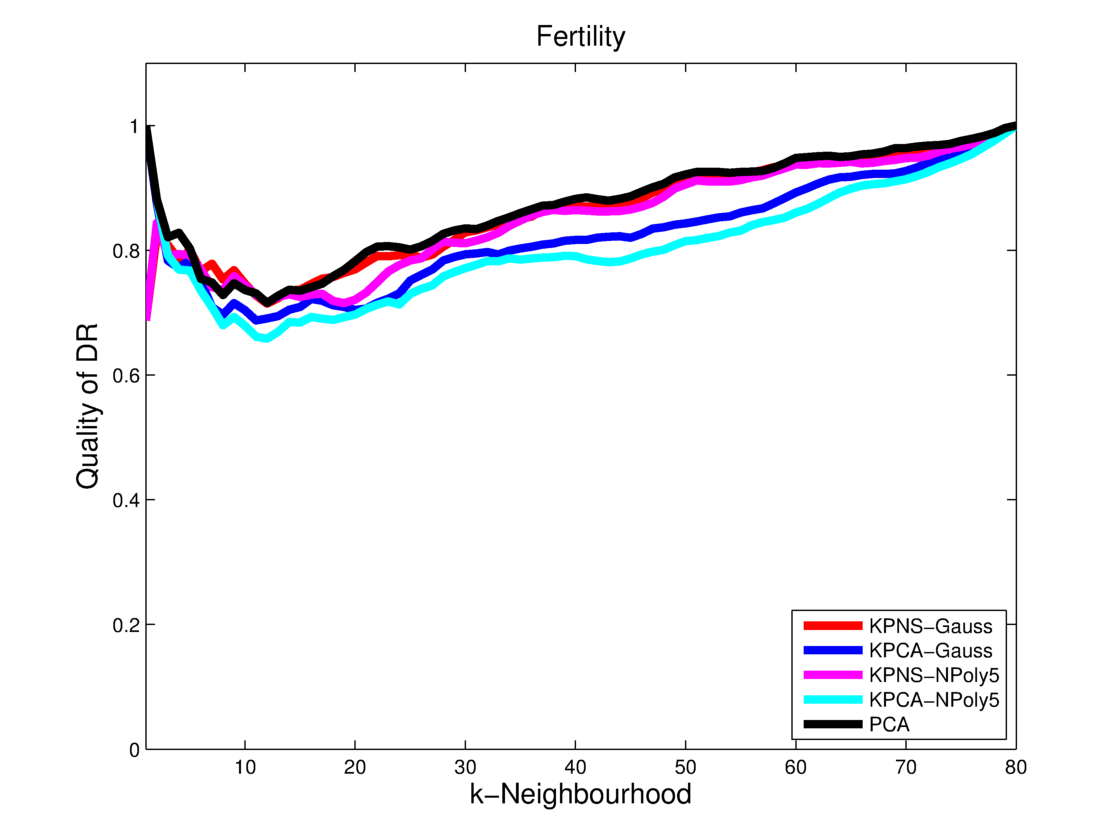 Fertility
Quality of DR
1
0.8
0.6
0.4
0.2
0
10 20 30 40 50 60 70 80
k−Neighbourhood
KPNS−Gauss
KPCA−Gauss
KPNS−NPoly5
KPCA−NPoly5
PCA